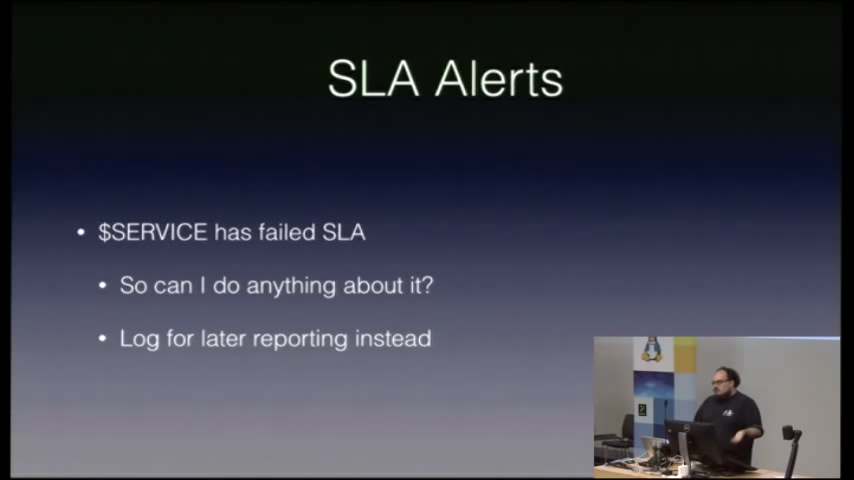 SLA Alerts
• $SERVICE has failed SLA
• So can I do anything about it?
• Log for later reporting instead